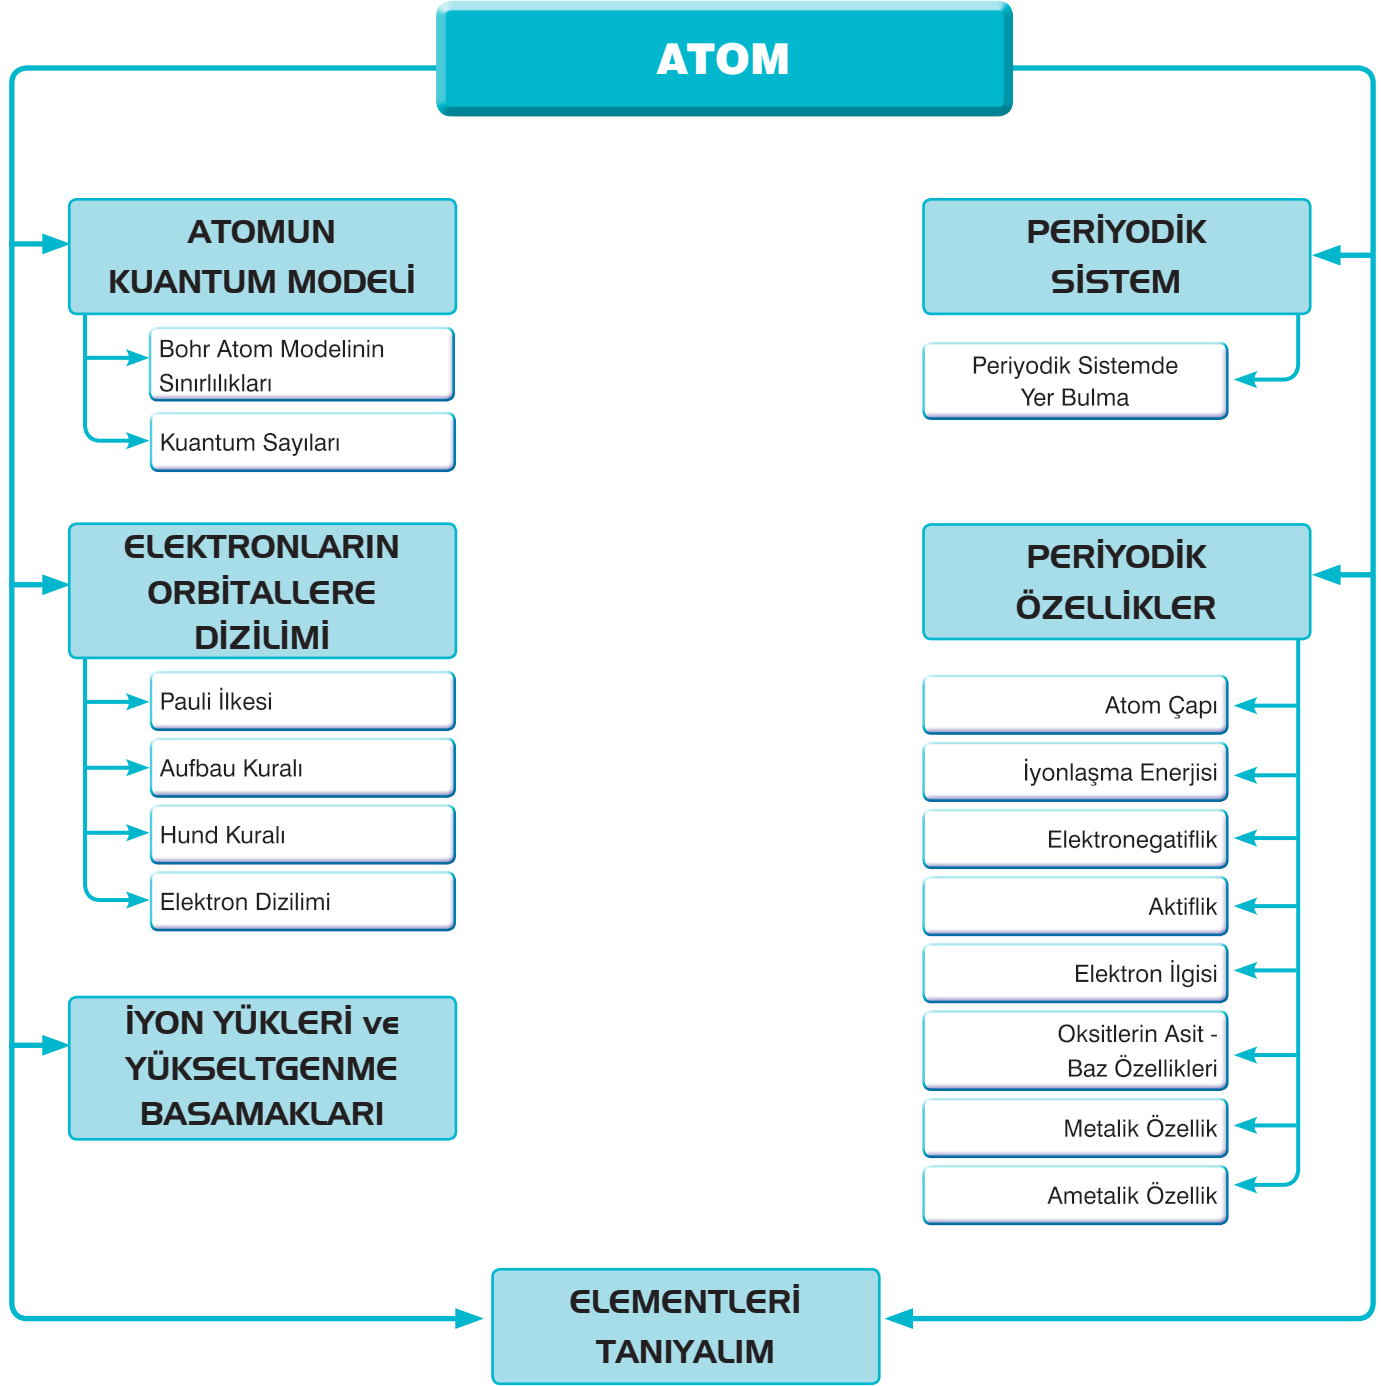 ATOM
ATOMUN
KUANTUM MODELİ
Bohr Atom Modelinin
Sınırlılıkları
Kuantum Sayıları
ELEKTRONLARIN
ORBİTALLERE
DİZİLİMİ
Pauli İlkesi
Aufbau Kuralı
Hund Kuralı
Elektron Dizilimi
İYON YÜKLERİ ve
YÜKSELTGENME
BASAMAKLARI
PERİYODİK
SİSTEM
Periyodik Sistemde
Yer Bulma
PERİYODİK
ÖZELLİKLER
Atom Çapı
İyonlaşma Enerjisi
Elektronegatiflik
Aktiflik
Elektron İlgisi
Oksitlerin Asit -
Baz Özellikleri
Metalik Özellik
Ametalik Özellik
ELEMENTLERİ
TANIYALIM